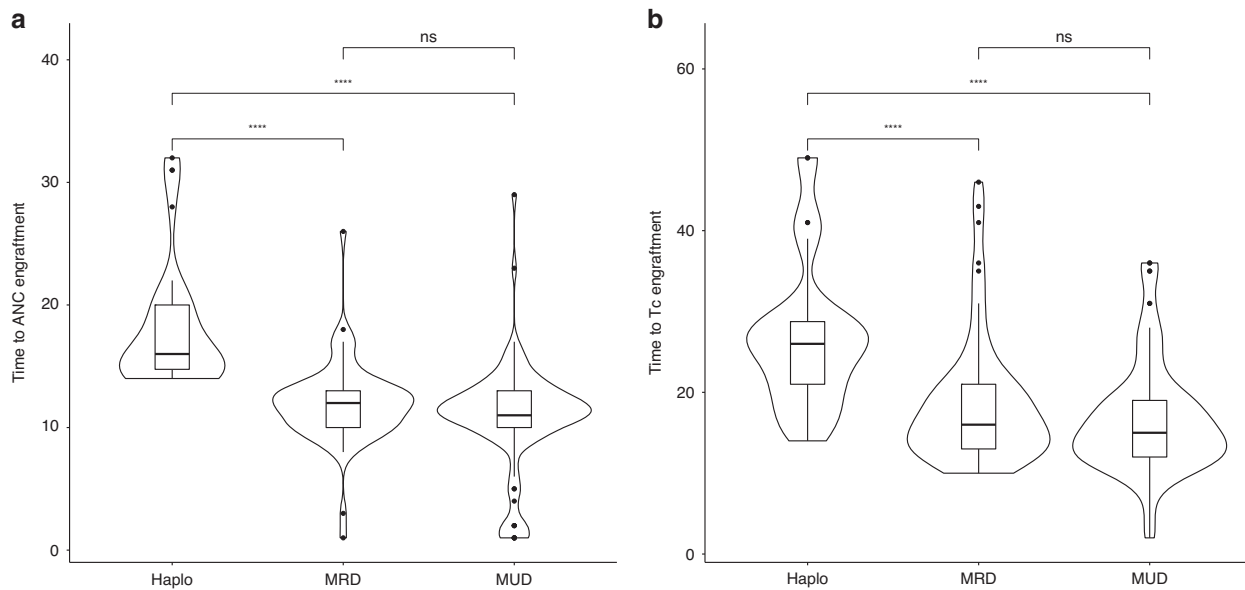 a
Time to ANC engraftment
40
30
20
10
0
ns
****
****
Haplo
MRD
MUD
b
Time to Tc engraftment
60
40
20
0
ns
****
****
Haplo
MRD
MUD